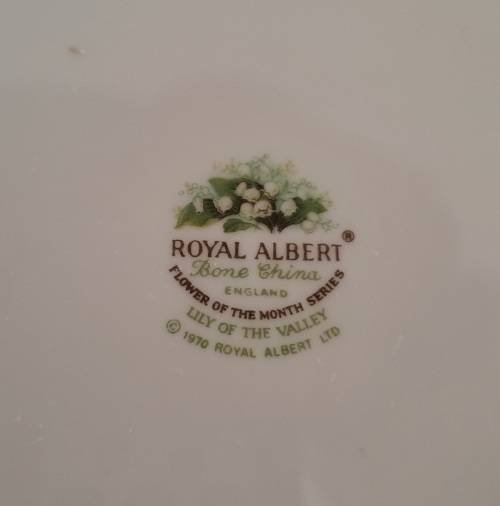 ROYAL ALBERT®
Bone China
ENGLAND
FLOWER OF THE MONTH SERIES
LILY OF THE VALLEY
© 1970 ROYAL ALBERT LTD